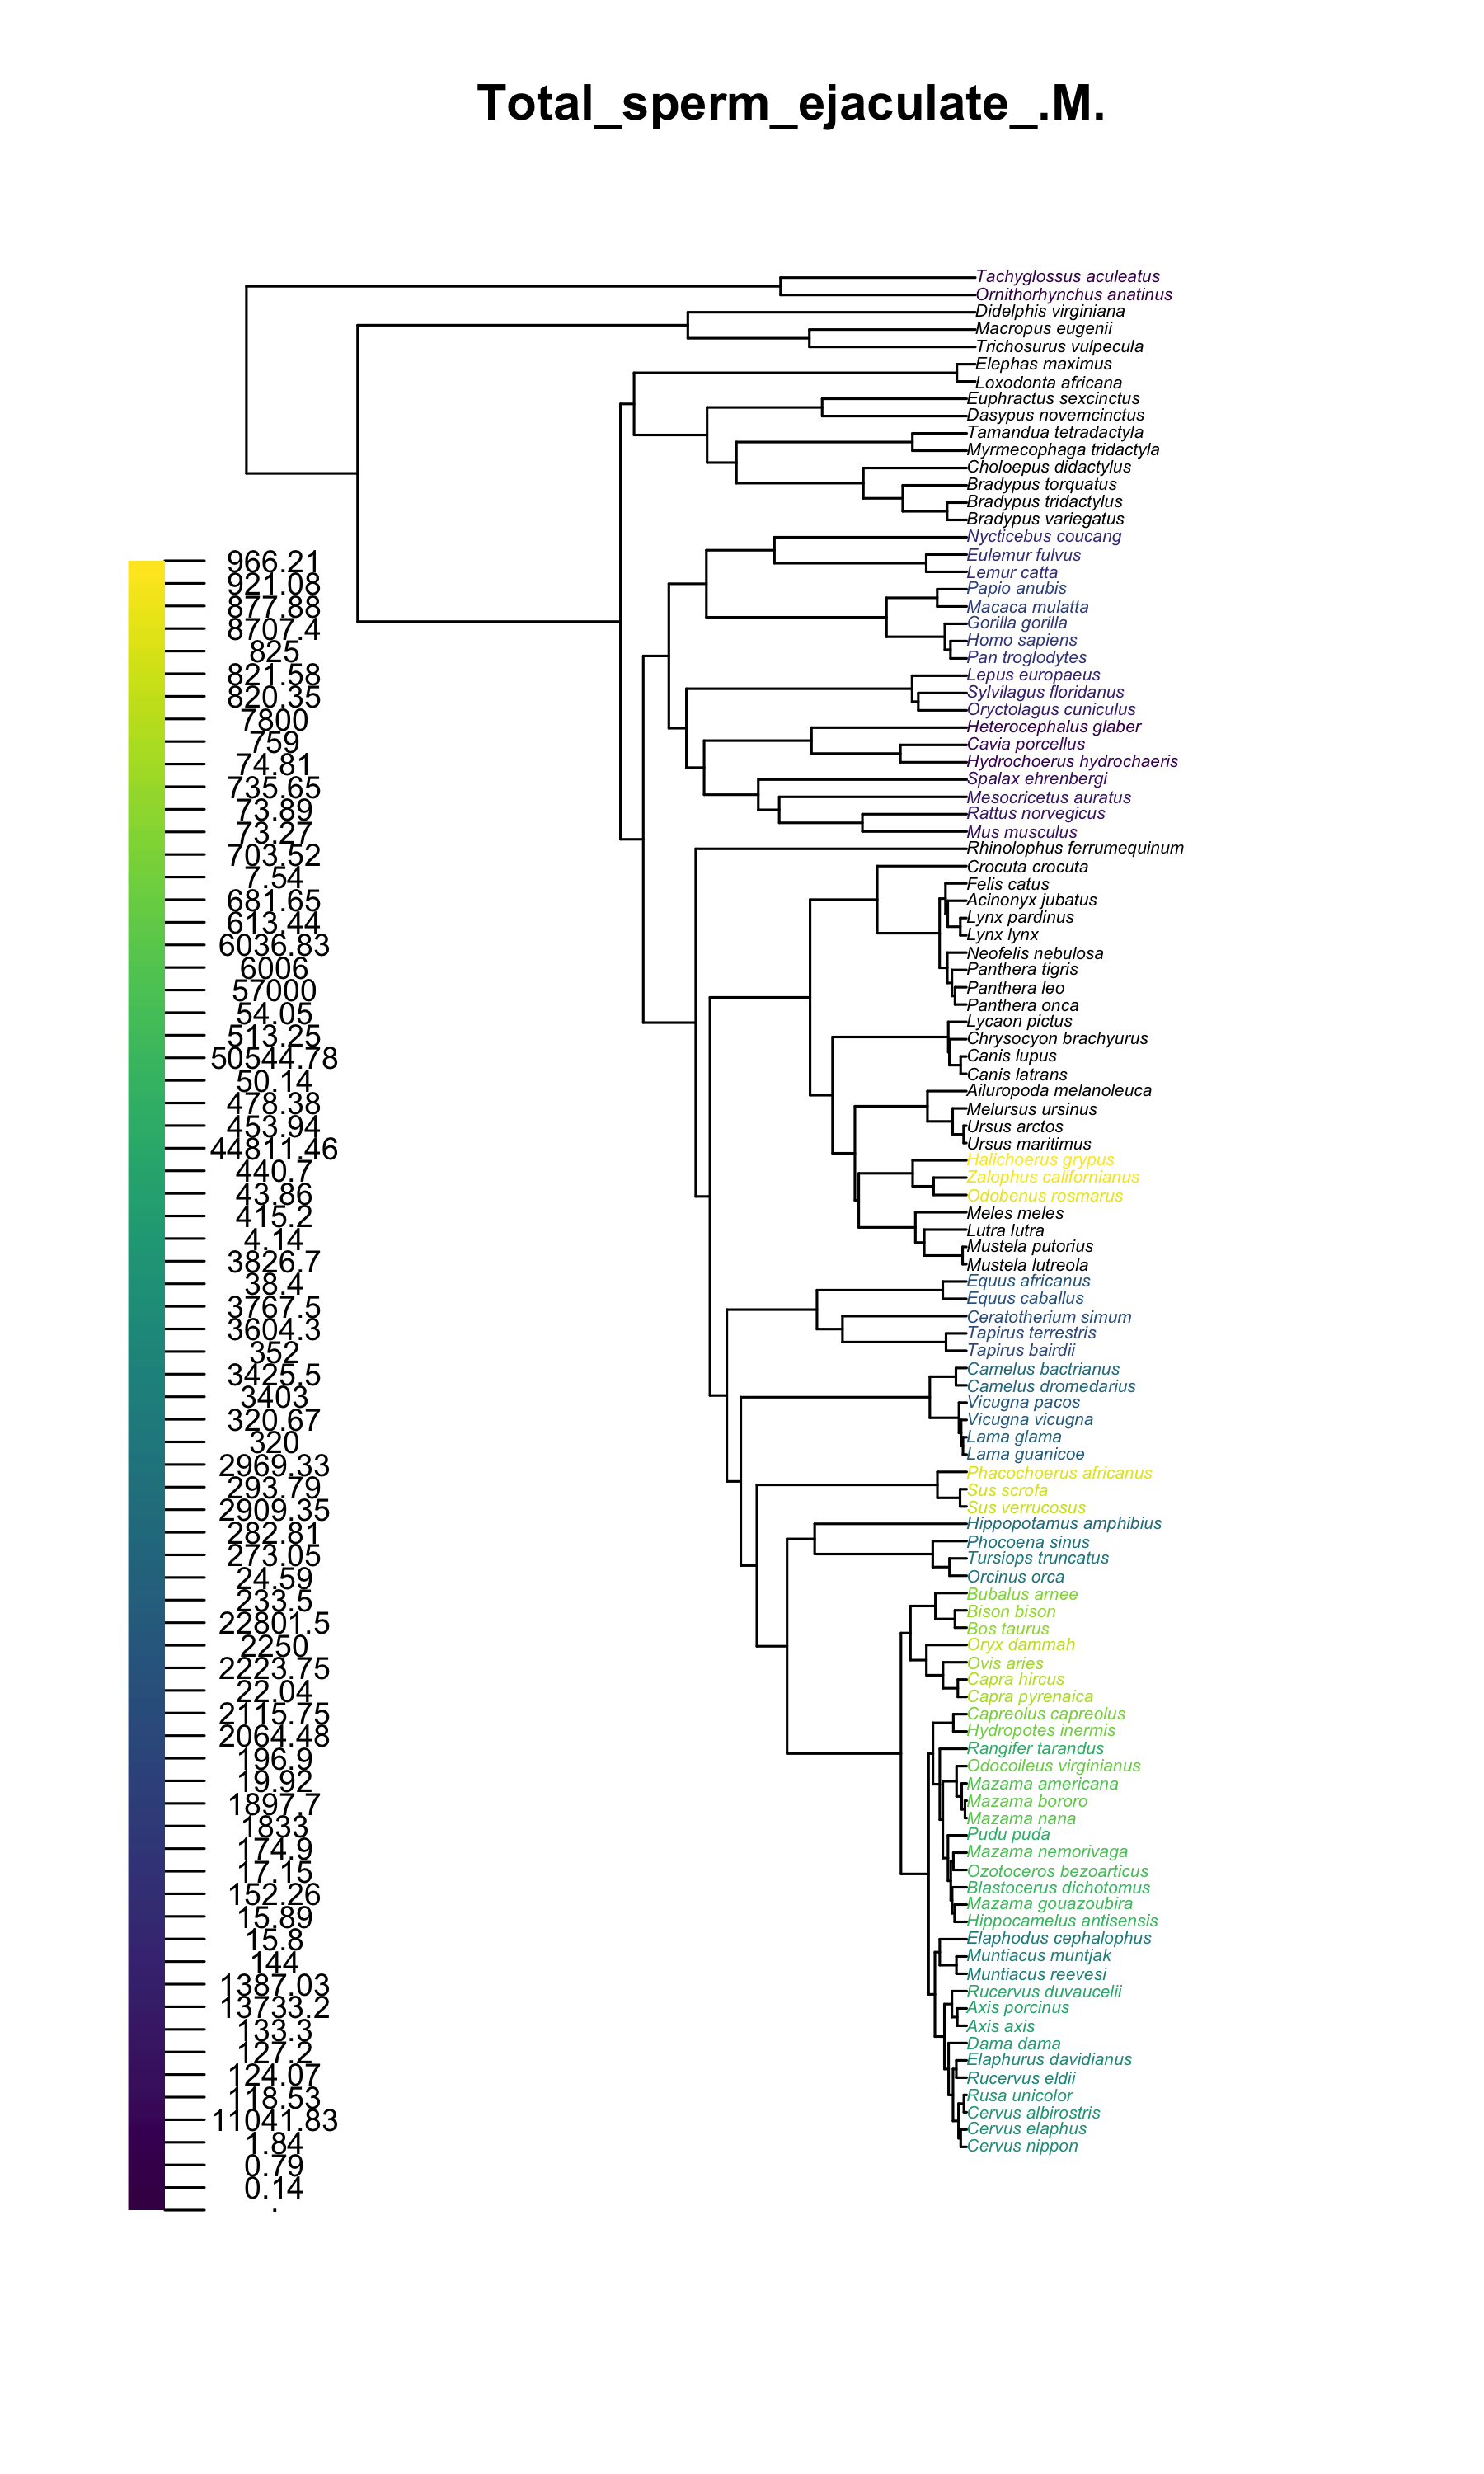 Total_sperm_ejaculate_.M.
Tachyglossus aculeatus
Ornithorhynchus anatinus
Didelphis virginiana
Macropus eugenii
Trichosurus vulpecula
Elephas maximus
Loxodonta africana
Euphractus sexcinctus
Dasypus novemcinctus
Tamandua tetradactyla
Myrmecophaga tridactyla
Choloepus didactylus
Bradypus torquatus
Bradypus tridactylus
Bradypus variegatus
Nycticebus coucang
Eulemur fulvus
Lemur catta
Papio anubis
Macaca mulatta
Gorilla gorilla
Homo sapiens
Pan troglodytes
Lepus europaeus
Sylvilagus floridanus
Oryctolagus cuniculus
Heterocephalus glaber
Cavia porcellus
Hydrochoerus hydrochaeris
Spalax ehrenbergi
Mesocricetus auratus
Rattus norvegicus
Mus musculus
Rhinolophus ferrumequinum
Crocuta crocuta
Felis catus
Acinonyx jubatus
Lynx pardinus
Lynx lynx
Neofelis nebulosa
Panthera tigris
Panthera leo
Panthera onca
Lycaon pictus
Chrysocyon brachyurus
Canis lupus
Canis latrans
Ailuropoda melanoleuca
Melursus ursinus
Ursus arctos
Ursus maritimus
Halichoerus grypus
Zalophus californianus
Odobenus rosmarus
Meles meles
Lutra lutra
Mustela putorius
Mustela lutreola
Equus africanus
Equus caballus
Ceratotherium simum
Tapirus terrestris
Tapirus bairdii
Camelus bactrianus
Camelus dromedarius
Vicugna pacos
Vicugna vicugna
Lama glama
Lama guanicoe
Phacochoerus africanus
Sus scrofa
Sus verrucosus
Hippopotamus amphibius
Phocoena sinus
Tursiops truncatus
Orcinus orca
Bubalus arnee
Bison bison
Bos taurus
Oryx dammah
Ovis aries
Capra hircus
Capra pyrenaica
Capreolus capreolus
Hydropotes inermis
Rangifer tarandus
Odocoileus virginianus
Mazama americana
Mazama bororo
Mazama nana
Pudu puda
Mazama nemorivaga
Ozotoceros bezoarticus
Blastocerus dichotomus
Mazama gouazoubira
Hippocamelus antisensis
Elaphodus cephalophus
Muntiacus muntjak
Muntiacus reevesi
Rucervus duvaucelii
Axis porcinus
Axis axis
Dama dama
Elaphurus davidianus
Rucervus eldii
Rusa unicolor
Cervus albirostris
Cervus elaphus
Cervus nippon
966.21
921.08
877.88
8707.4
825
821.58
820.35
7800
759
74.81
735.65
73.89
73.27
703.52
7.54
681.65
613.44
6036.83
6006
57000
54.05
513.25
50544.78
50.14
478.38
453.94
44811.46
440.7
43.86
415.2
4.14
3826.7
38.4
3767.5
3604.3
352
3425.5
3403
320.67
320
2969.33
293.79
2909.35
282.81
273.05
24.59
233.5
22801.5
2250
2223.75
22.04
2115.75
2064.48
196.9
19.92
1897.7
1833
174.9
17.15
152.26
15.89
15.8
144
1387.03
13733.2
133.3
127.2
124.07
118.53
11041.83
1.84
0.79
0.14
.